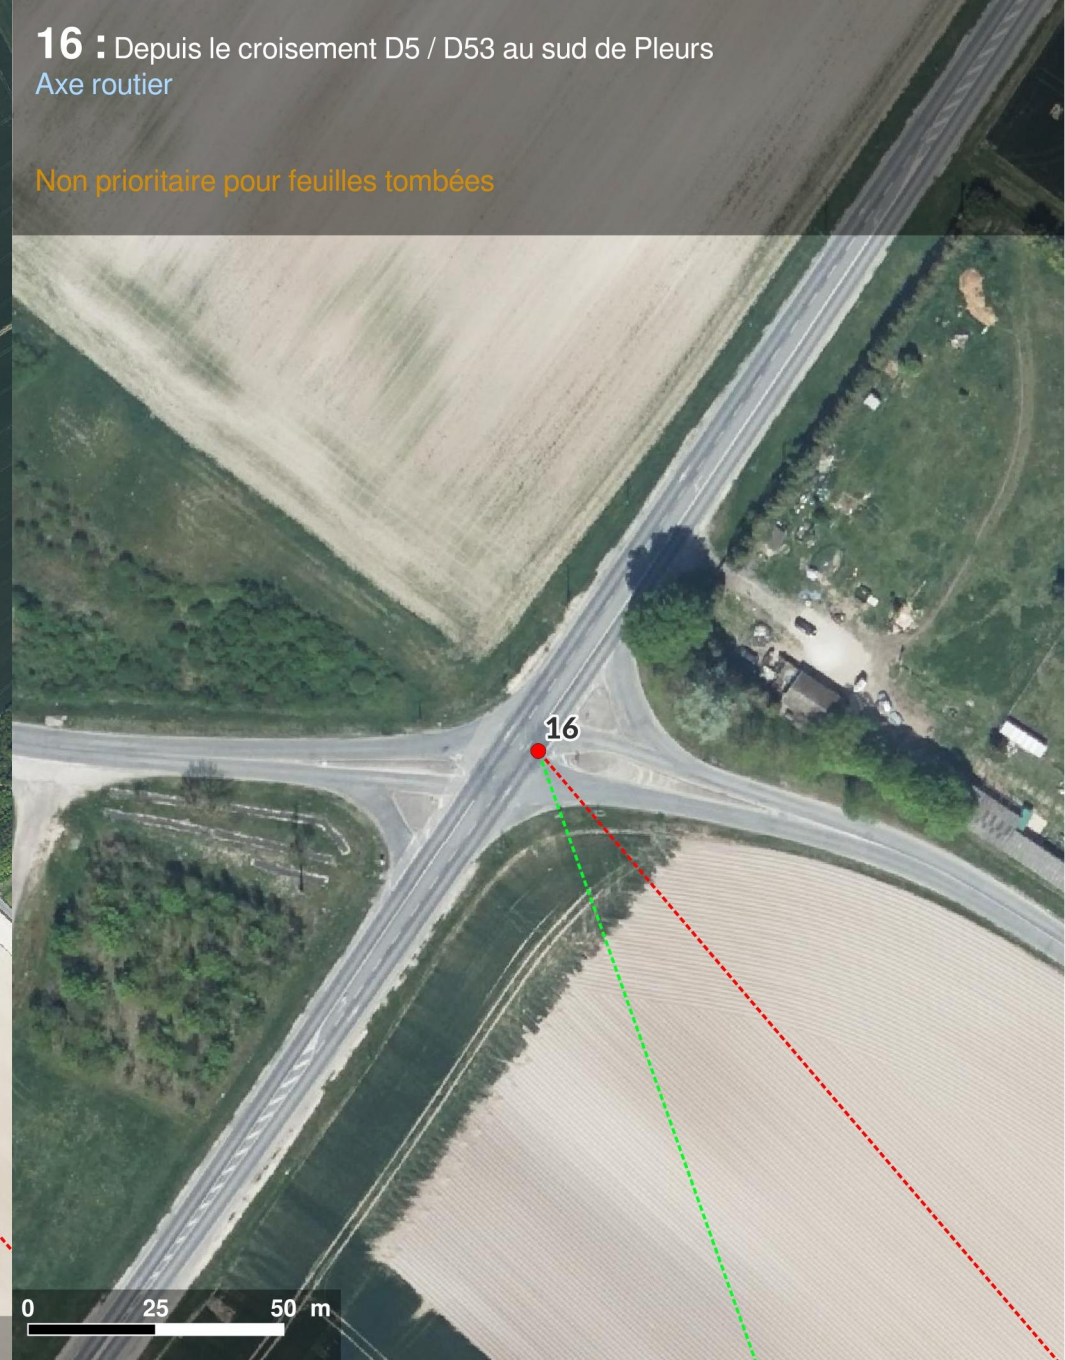 16 : Depuis le croisement D5 / D53 au sud de Pleurs
Axe routier
Non prioritaire pour feuilles tombées
16
0 25 50 m